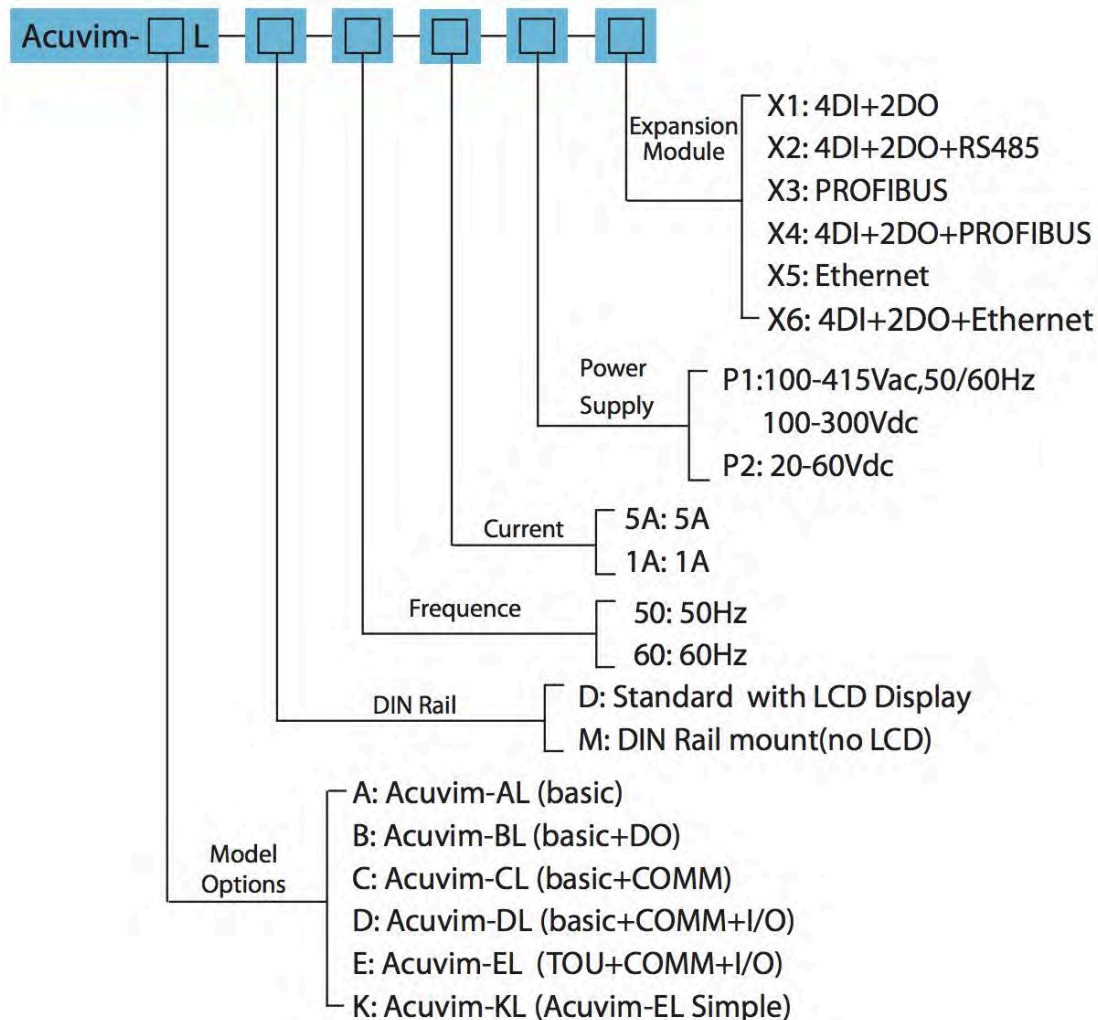 Acuvim- L
Expansion
Module
X1: 4DI+2DO
X2: 4DI+2DO+RS485
X3: PROFIBUS
X4: 4DI+2DO+PROFIBUS
X5: Ethernet
X6: 4DI+2DO+Ethernet
Power
Supply
P1:100-415Vac,50/60Hz
100-300Vdc
P2: 20-60Vdc
Current
5A: 5A
1A: 1A
Frequence
50: 50Hz
60: 60Hz
DIN Rail
D: Standard with LCD Display
M: DIN Rail mount(no LCD)
Model
Options
A: Acuvim-AL (basic)
B: Acuvim-BL (basic+DO)
C: Acuvim-CL (basic+COMM)
D: Acuvim-DL (basic+COMM+I/O)
E: Acuvim-EL (TOU+COMM+I/O)
K: Acuvim-KL (Acuvim-EL Simple)